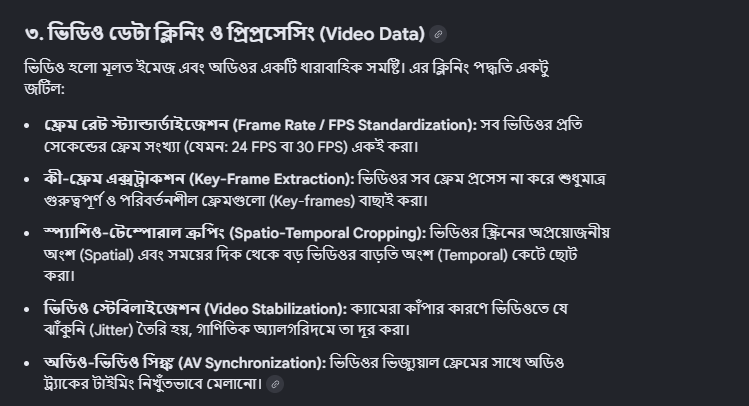 ৩. ভিডিও ডেটা ক্লিনিং ও প্রিপ্রসেসিং (Video Data)
ভিডিও হলো মূলত ইমেজ এবং অডিওর একটি ধারাবাহিক সমষ্টি। এর ক্লিনিং পদ্ধতি একটু
জটিল:
• ফ্রেম রেট স্ট্যান্ডার্ডাইজেশন (Frame Rate / FPS Standardization): সব ভিডিওর প্রতি
সেকেন্ডের ফ্রেম সংখ্যা (যেমন: 24 FPS বা 30 FPS) একই করা।
• কী-ফ্রেম এক্সট্রাকশন (Key-Frame Extraction): ভিডিওর সব ফ্রেম প্রসেস না করে শুধুমাত্র
গুরুত্বপূর্ণ ও পরিবর্তনশীল ফ্রেমগুলো (Key-frames) বাছাই করা।
• স্প্যাশিও-টেম্পোরাল ক্রপিং (Spatio-Temporal Cropping): ভিডিওর স্ক্রিনের অপ্রয়োজনীয়
অংশ (Spatial) এবং সময়ের দিক থেকে বড় ভিডিওর বাড়তি অংশ (Temporal) কেটে ছোট
করা।
• ভিডিও স্টেবিলাইজেশন (Video Stabilization): ক্যামেরা কাঁপার কারণে ভিডিওতে যে
ঝাঁকুনি (Jitter) তৈরি হয়, গাণিতিক অ্যালগরিদমে তা দূর করা।
• অডিও-ভিডিও সিঙ্ক (AV Synchronization): ভিডিওর ভিজ্যুয়াল ফ্রেমের সাথে অডিও
ট্র্যাকের টাইমিং নিখুঁতভাবে মেলানো।